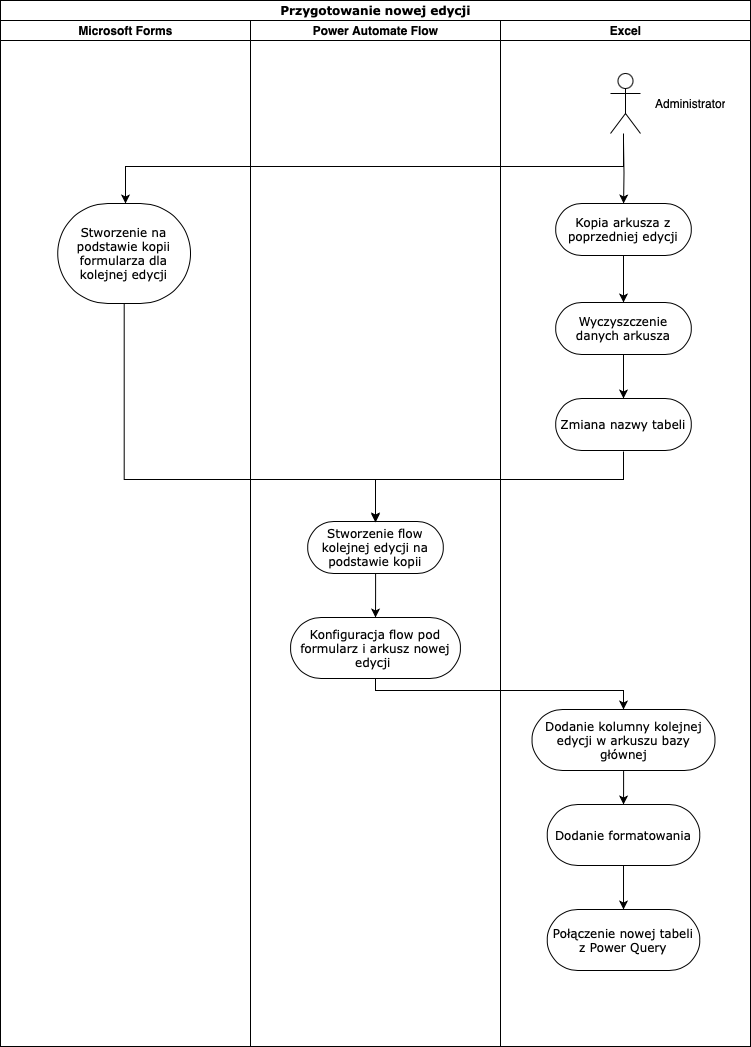 Przygotowanie nowej edycji
Microsoft Forms
Power Automate Flow
Excel
Administrator
Stworzenie na
podstawie kopii
formularza dla
kolejnej edycji
Kopia arkusza z
poprzedniej edycji
Wyczyszczenie
danych arkusza
Zmiana nazwy tabeli
Stworzenie flow
kolejnej edycji na
podstawie kopii
Konfiguracja flow pod
formularz i arkusz nowej
edycji
Dodanie kolumny kolejnej
edycji w arkuszu bazy
głównej
Dodanie formatowania
Połączenie nowej tabeli
z Power Query